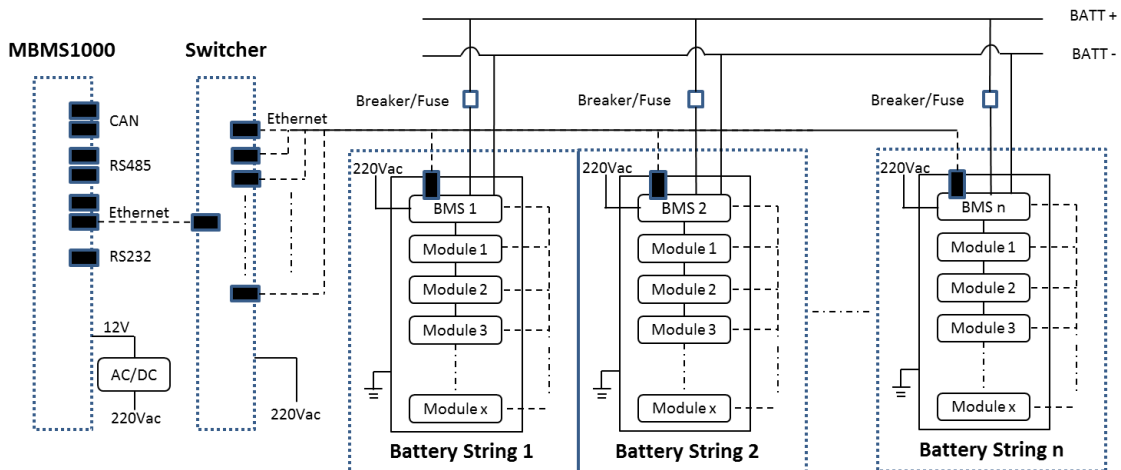 BATT +
BATT -
MBMS1000
Switcher
Breaker/Fuse
Breaker/Fuse
Breaker/Fuse
CAN
RS485
Ethernet
RS232
12V
AC/DC
220Vac
Ethernet
220Vac
220Vac
BMS 1
Module 1
Module 2
Module 3
Module x
Battery String 1
220Vac
BMS 2
Module 1
Module 2
Module 3
Module x
Battery String 2
220Vac
BMS n
Module 1
Module 2
Module 3
Module x
Battery String n